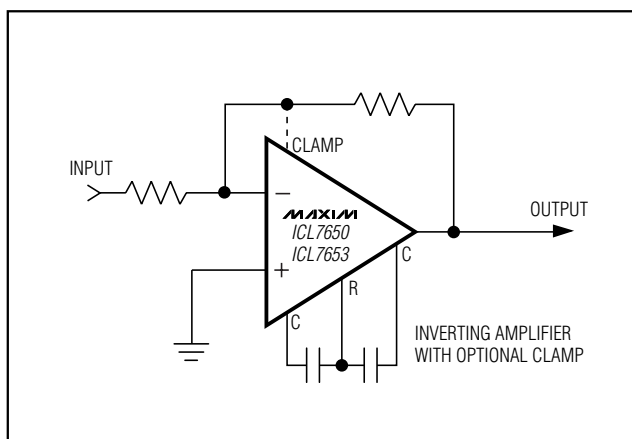 CLAMP
INPUT
−
MAXIM
ICL7650
ICL7653
OUTPUT
+
C
R
C
INVERTING AMPLIFIER
WITH OPTIONAL CLAMP